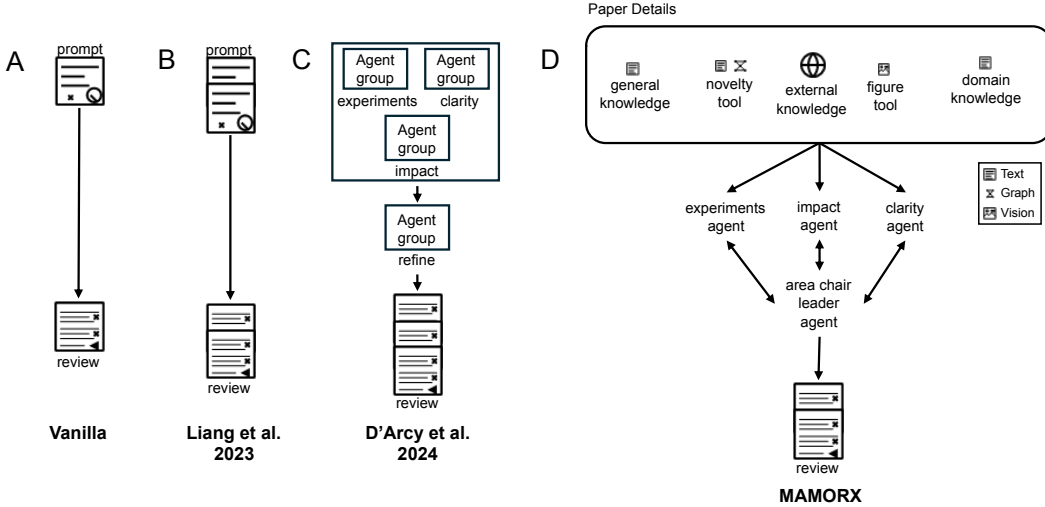 A
prompt
review
Vanilla
B
prompt
review
Liang et al.
2023
C
Agent
group
experiments
Agent
group
clarity
Agent
group
impact
Agent
group
refine
review
D'Arcy et al.
2024
D
Paper Details
general
knowledge
novelty
tool
external
knowledge
figure
tool
domain
knowledge
Text
Graph
Vision
experiments
agent
impact
agent
clarity
agent
area chair
leader
agent
review
MAMORX